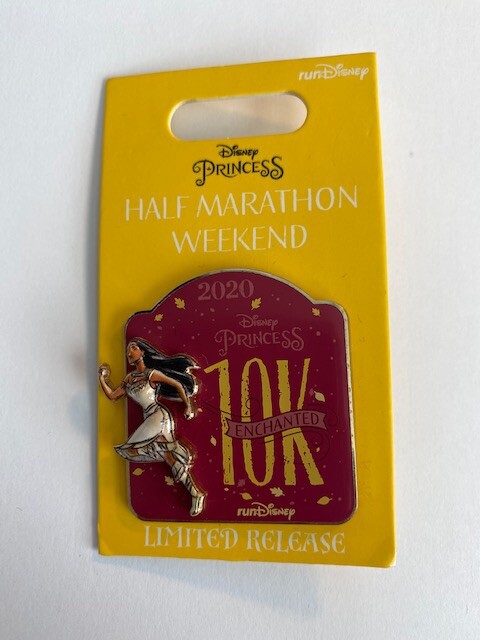 runDisney
Disney
PRINCESS
HALF MARATHON
WEEKEND
2020
Disney
PRINCESS
10K
ENCHANTED
runDisney
LIMITED RELEASE